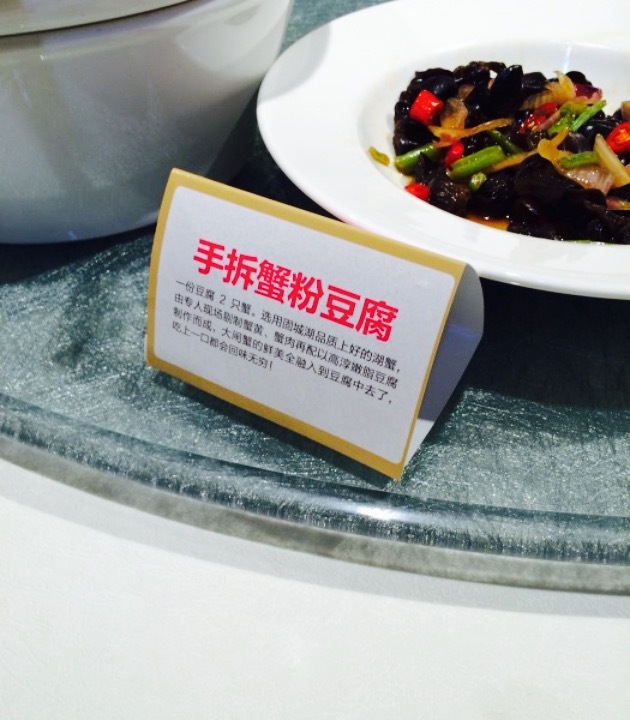 手拆蟹粉豆腐
一份豆腐 2 只蟹。选用固城湖品质上好的湖蟹，
由专人现场剔制蟹黄、蟹肉再配以高淳嫩脂豆腐
制作而成，大闸蟹的鲜美全融入到豆腐中去了，
吃上一口都会回味无穷！